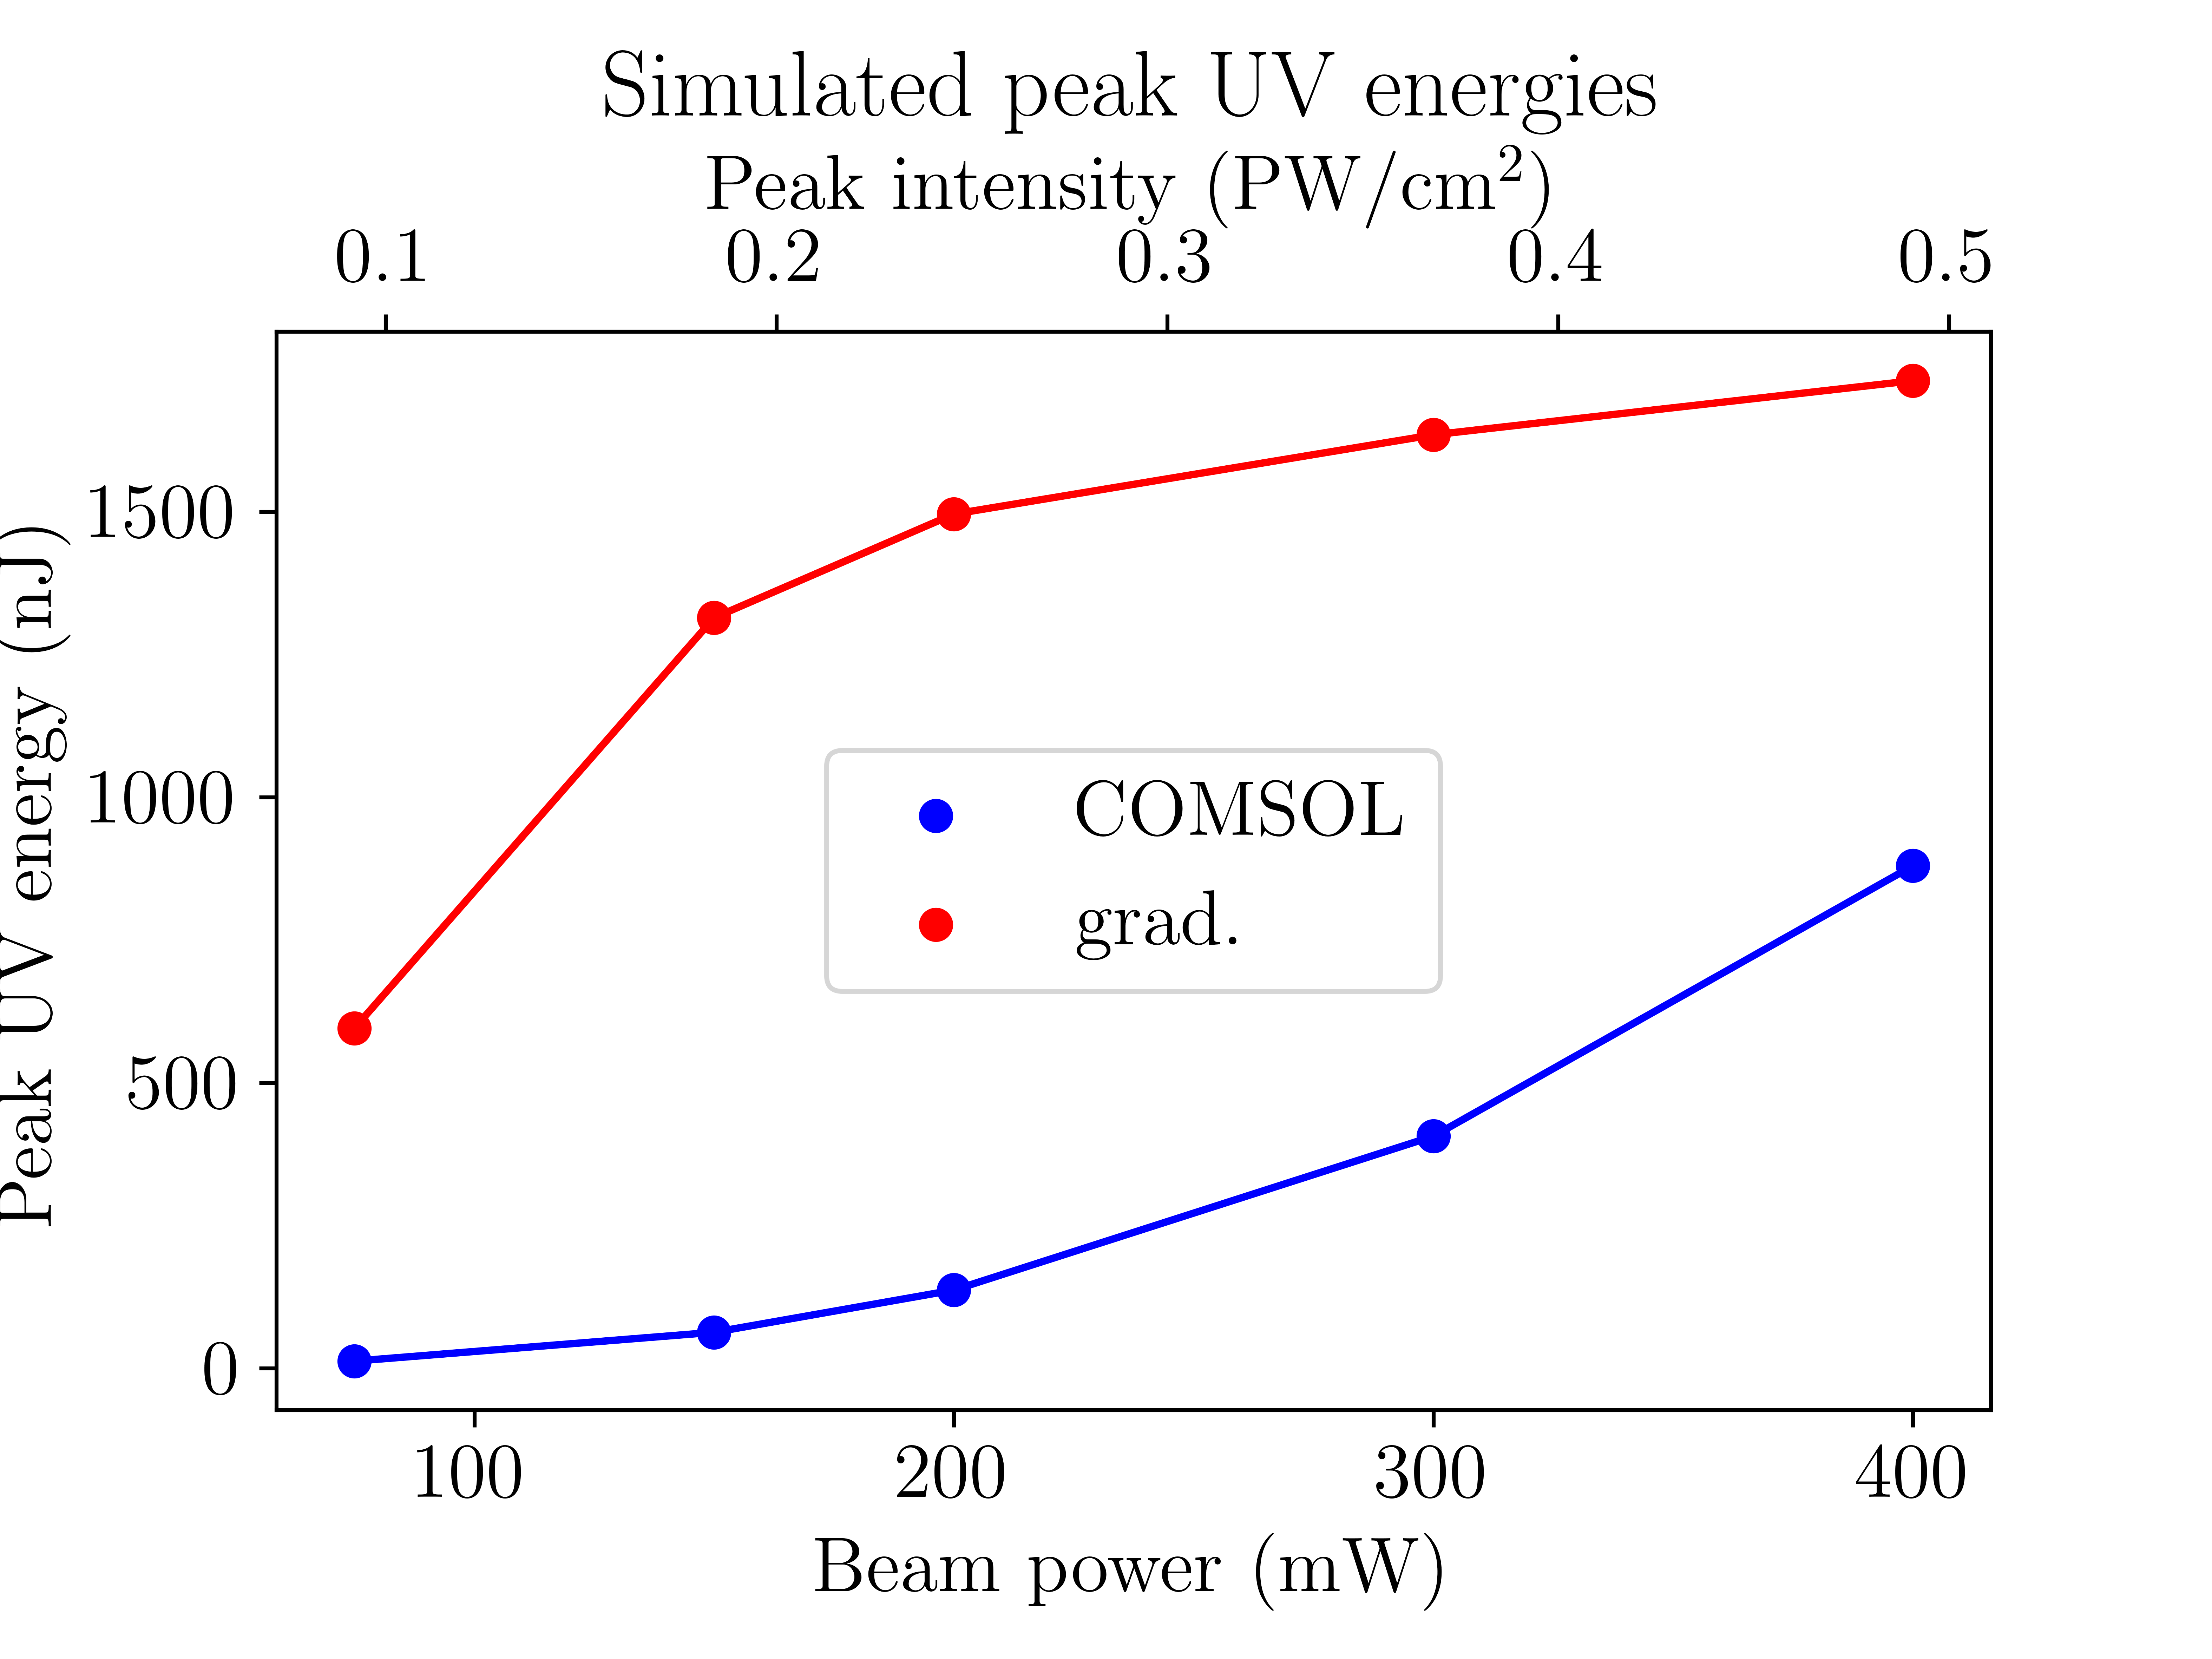 Simulated peak UV energies
Peak intensity (PW/cm²)
0.1 0.2 0.3 0.4 0.5
1500
1000
500
0
Peak UV energy (nJ)
COMSOL
grad.
100 200 300 400
Beam power (mW)